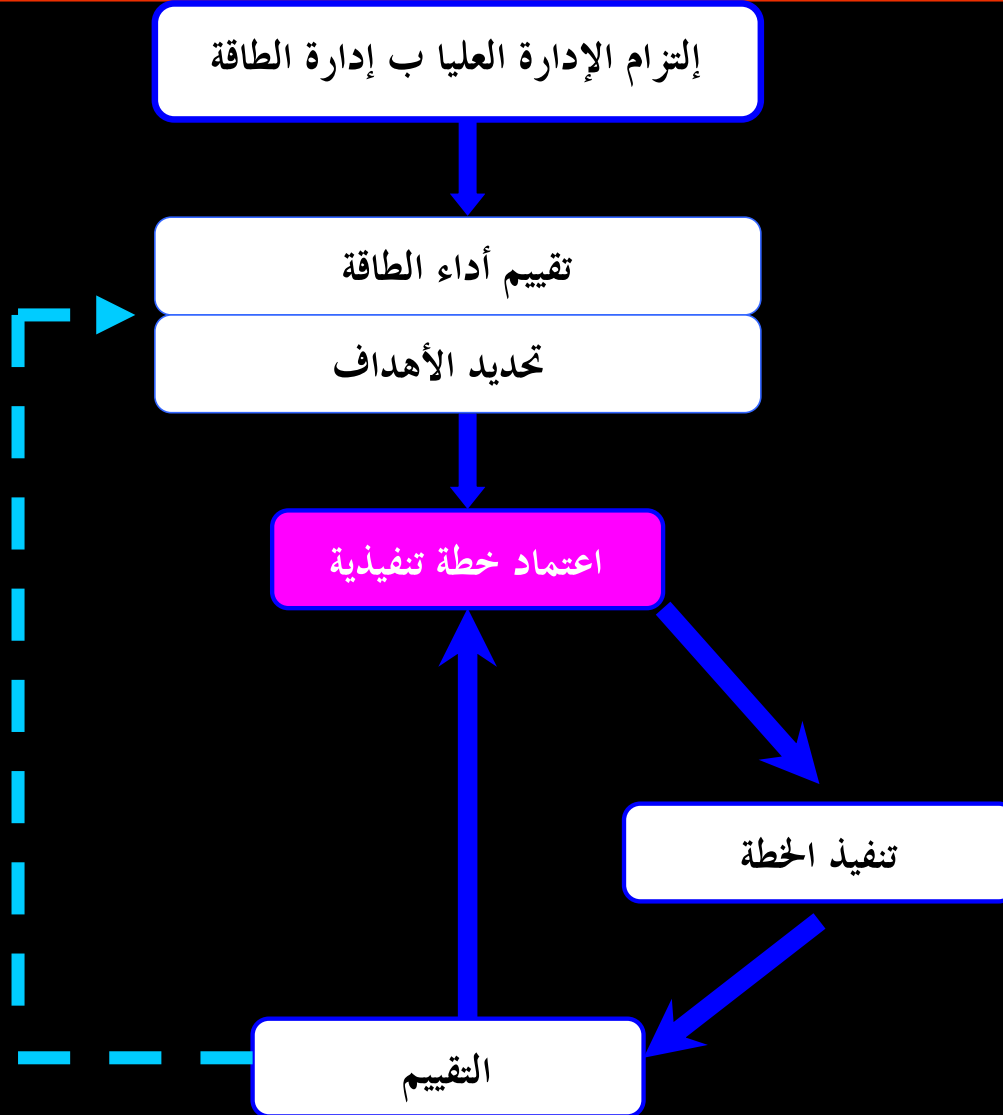 إلتزام الإدارة العليا ب إدارة الطاقة
تقييم أداء الطاقة
تحديد الأهداف
اعتماد خطة تنفيذية
تنفيذ الخطة
التقييم